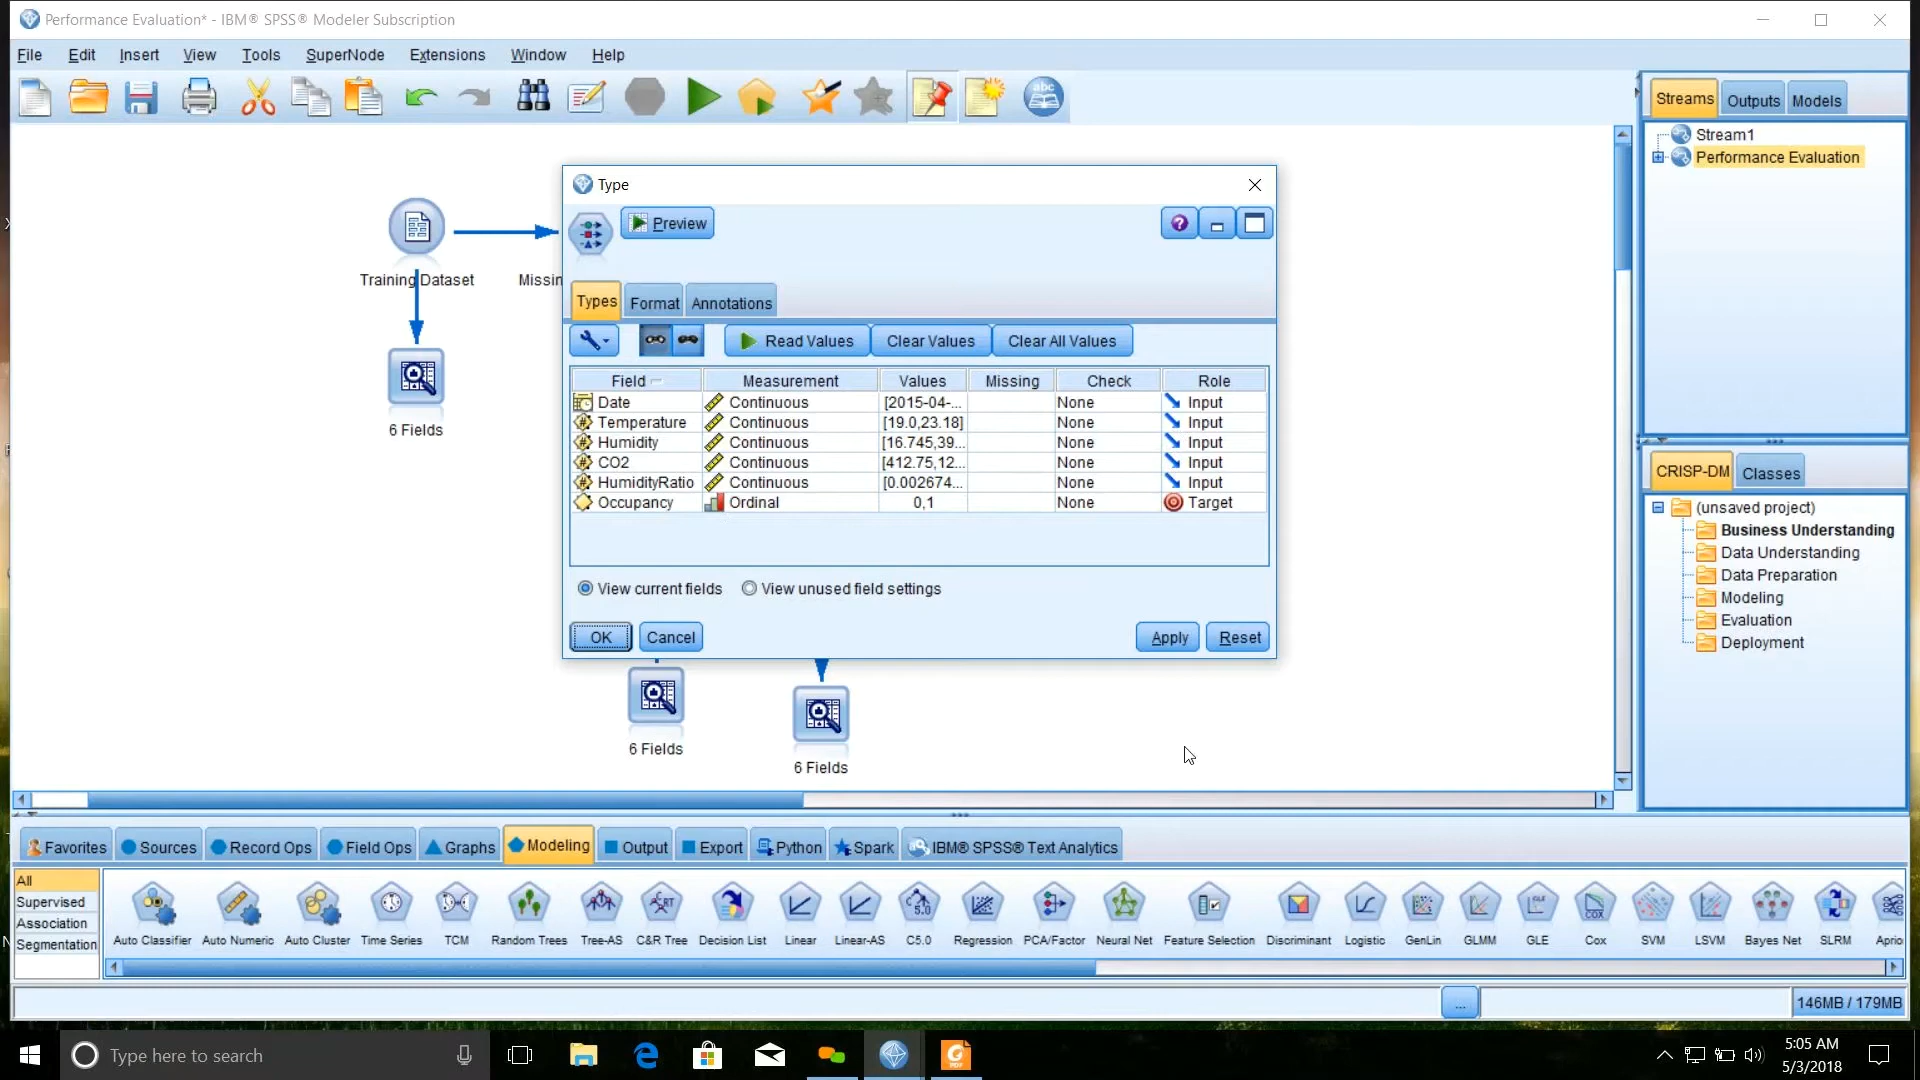 Performance Evaluation* - IBM® SPSS® Modeler Subscription
File Edit Insert View Tools SuperNode Extensions Window Help
abc
Streams Outputs Models
Stream1
Performance Evaluation
Training Dataset
Missin
6 Fields
Type
Preview
Types Format Annotations
Read Values Clear Values Clear All Values
Field Measurement Values Missing Check Role
Date Continuous [2015-04-... None Input
Temperature Continuous [19.0,23.18] None Input
Humidity Continuous [16.745,39... None Input
CO2 Continuous [412.75,12... None Input
HumidityRatio Continuous [0.002674... None Input
Occupancy Ordinal 0,1 None Target
View current fields View unused field settings
OK Cancel Apply Reset
6 Fields
6 Fields
CRISP-DM Classes
(unsaved project)
Business Understanding
Data Understanding
Data Preparation
Modeling
Evaluation
Deployment
Favorites Sources Record Ops Field Ops Graphs Modeling Output Export Python Spark IBM® SPSS® Text Analytics
All
Supervised
Association
Segmentation
Auto Classifier Auto Numeric Auto Cluster Time Series TCM Random Trees Tree-AS C&R Tree Decision List Linear Linear-AS C5.0 Regression PCA/Factor Neural Net Feature Selection Discriminant Logistic GenLin GLMM GLE Cox SVM LSVM Bayes Net SLRM Aprio
...
146MB / 179MB
Type here to search
5:05 AM
5/3/2018